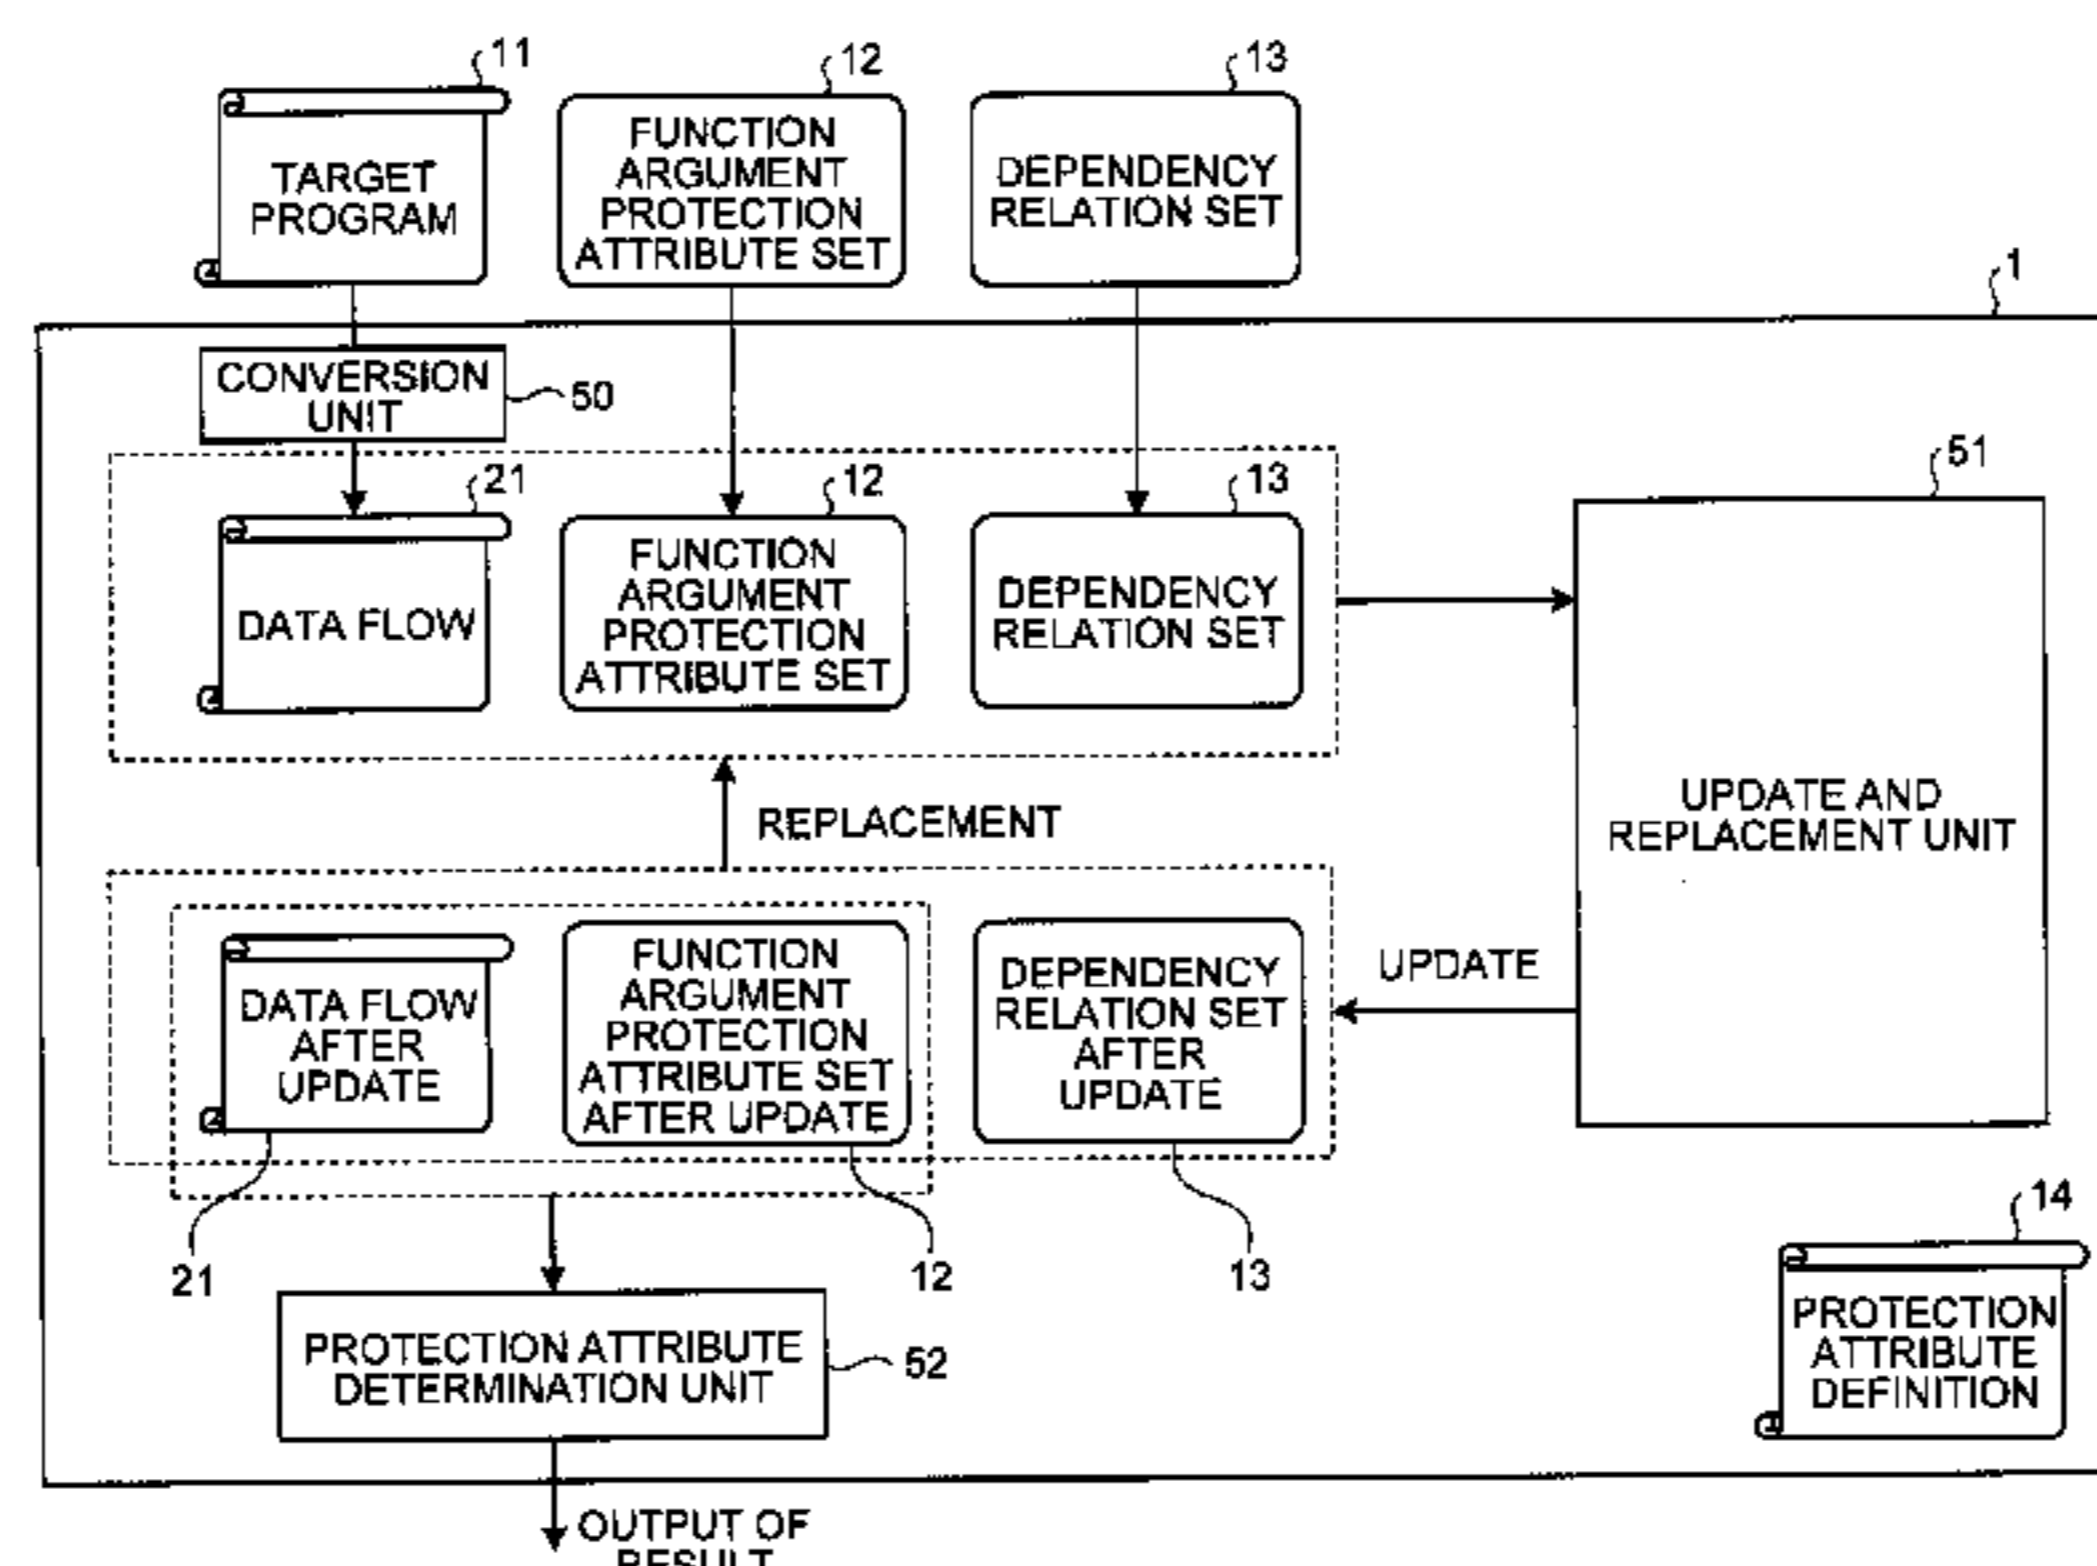 11
12
13
TARGET
PROGRAM
FUNCTION
ARGUMENT
PROTECTION
ATTRIBUTE SET
DEPENDENCY
RELATION SET
1
CONVERSION
UNIT
50
21
12
13
51
DATA FLOW
FUNCTION
ARGUMENT
PROTECTION
ATTRIBUTE SET
DEPENDENCY
RELATION SET
UPDATE AND
REPLACEMENT UNIT
REPLACEMENT
DATA FLOW
AFTER
UPDATE
FUNCTION
ARGUMENT
PROTECTION
ATTRIBUTE SET
AFTER UPDATE
DEPENDENCY
RELATION SET
AFTER
UPDATE
UPDATE
21
12
13
14
PROTECTION
ATTRIBUTE
DEFINITION
PROTECTION ATTRIBUTE
DETERMINATION UNIT
52
OUTPUT OF
RESULT